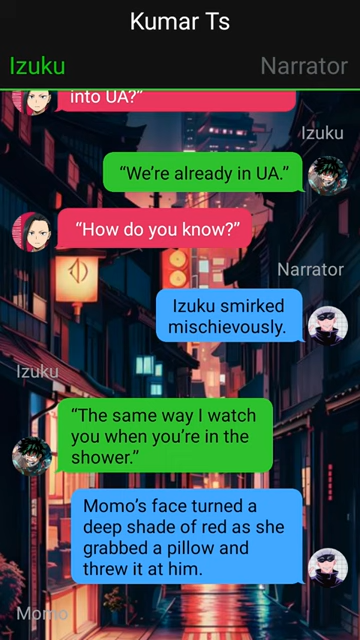 Kumar Ts
Izuku
Narrator
into UA?”
Izuku
“We’re already in UA.”
“How do you know?”
Narrator
Izuku smirked
mischievously.
Izuku
“The same way I watch
you when you’re in the
shower.”
Momo’s face turned a
deep shade of red as she
grabbed a pillow and
threw it at him.
Momo